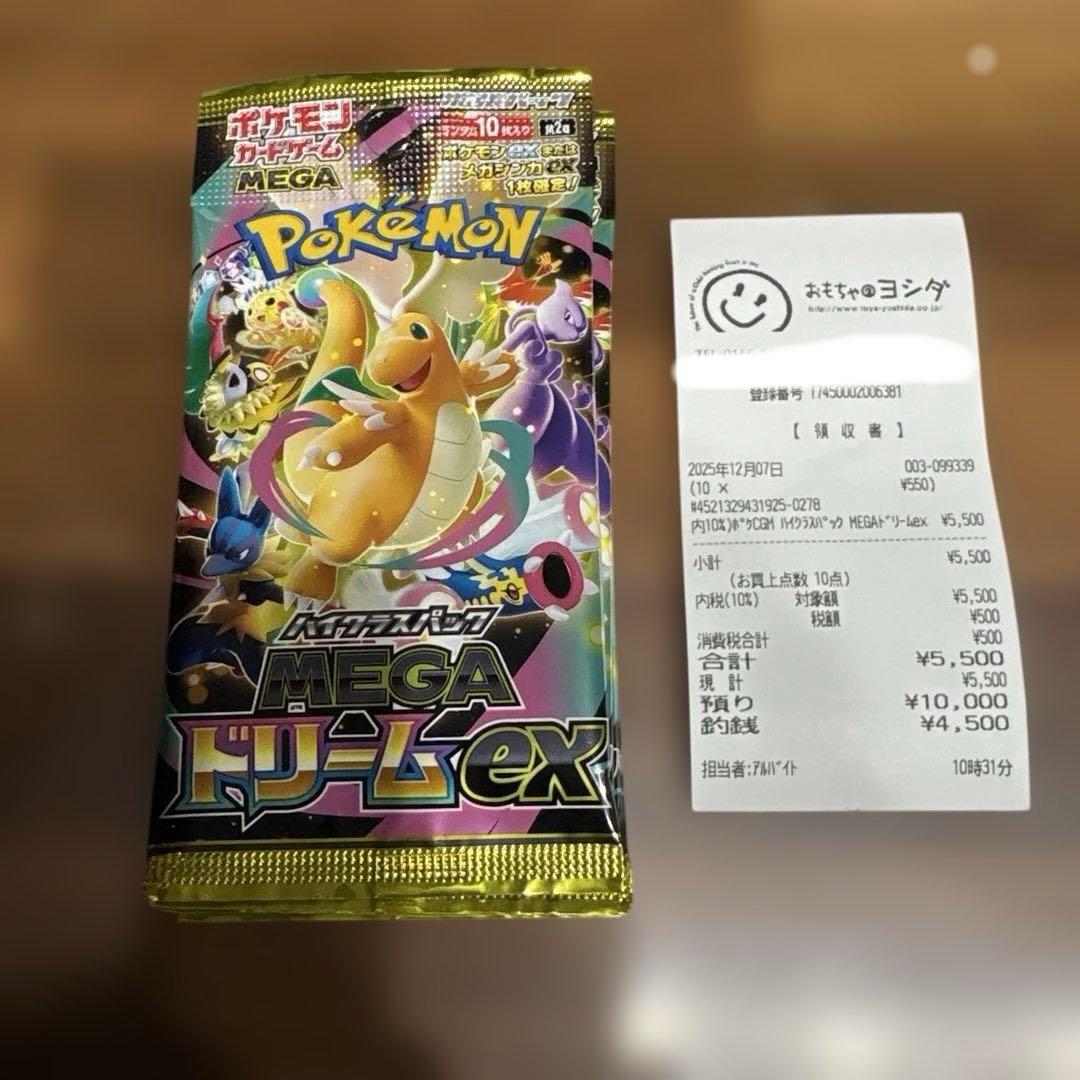 ポケモン
カードゲーム
MEGA
拡張パック
ランダム10枚入り M2a
ポケモンexまたは
メガシンカex
1枚確定!
POKéMON
ハイクラスパック
MEGA
ドリームex
おもちゃのヨシダ
登録番号 T7450002006381
【 領 収 書 】
2025年12月07日 003-099339
(10 × ¥550)
#4521329431925-0278
内10%)ポケCGM ハイクラスパック MEGAドリームex ¥5,500
小計 ¥5,500
(お買上点数 10点)
内税(10%) 対象額 ¥5,500
税額 ¥500
消費税合計 ¥500
合計 ¥5,500
現 計 ¥5,500
預り ¥10,000
釣銭 ¥4,500
担当者:アルバイト 10時31分